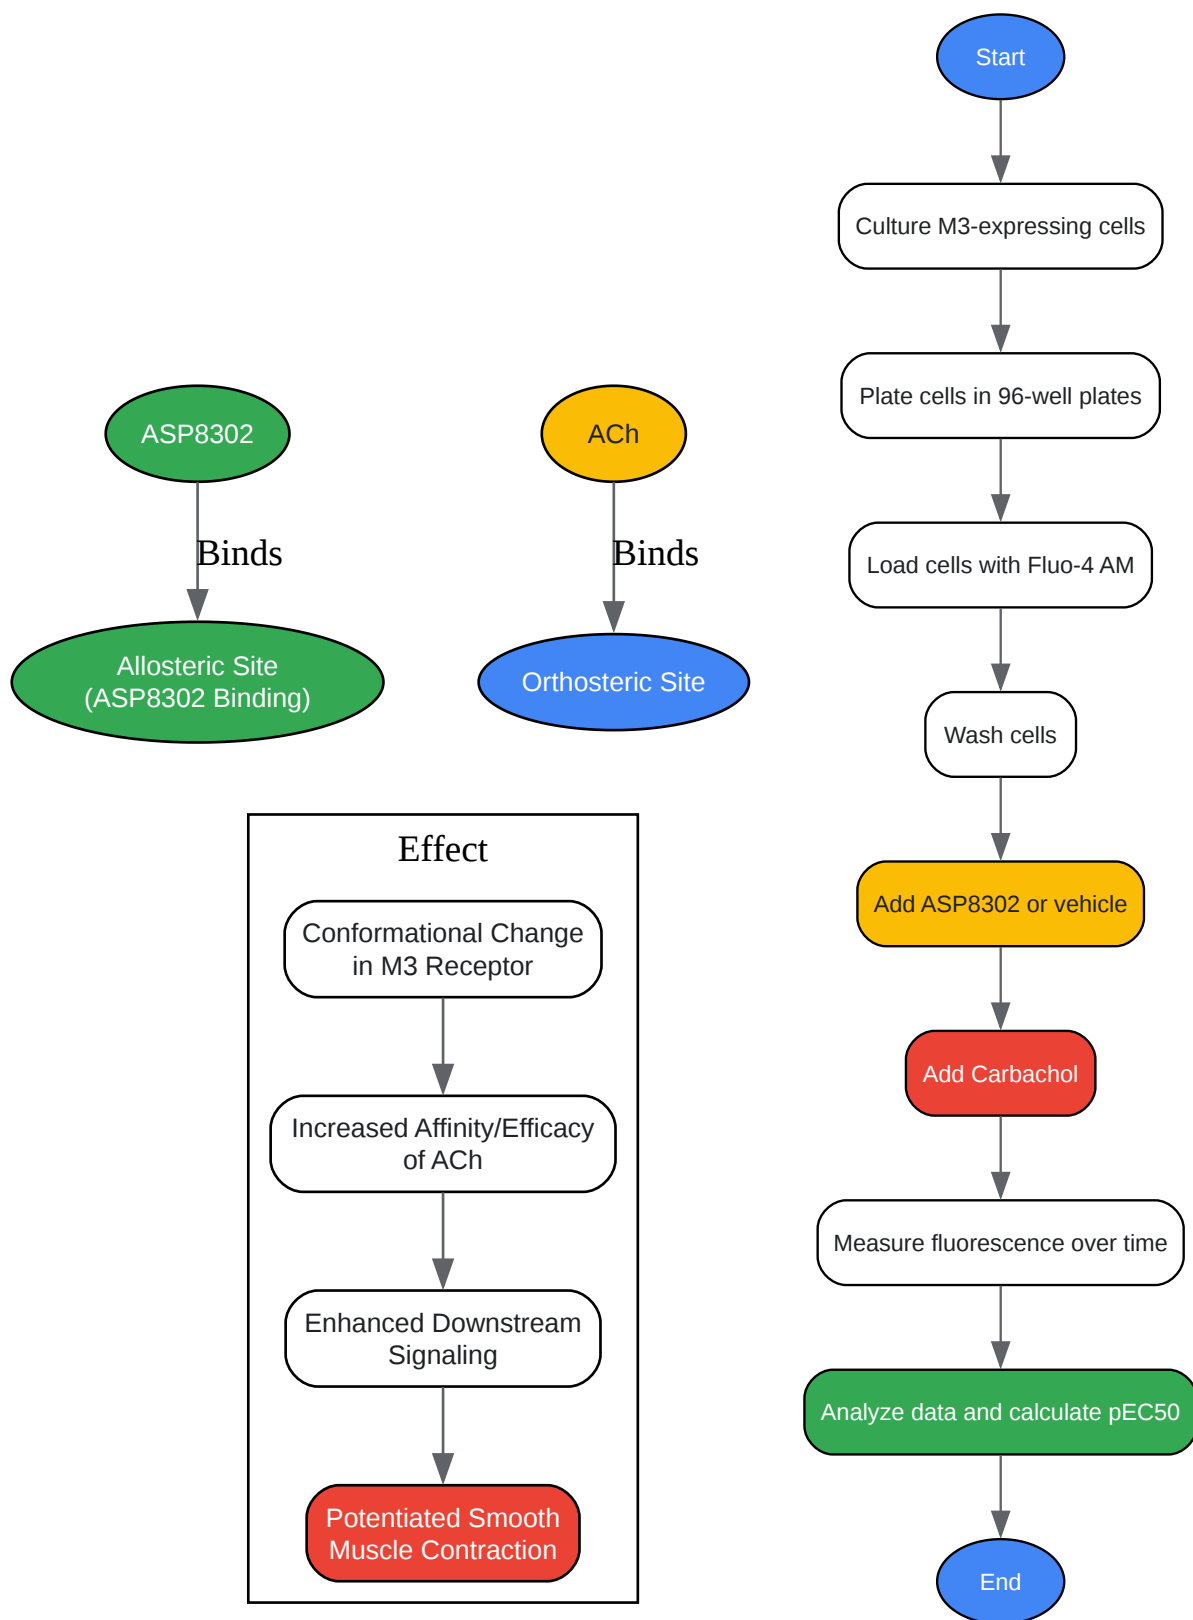 ASP8302
Binds
Allosteric Site
(ASP8302 Binding)
ACh
Binds
Orthosteric Site
Effect
Conformational Change
in M3 Receptor
Increased Affinity/Efficacy
of ACh
Enhanced Downstream
Signaling
Potentiated Smooth
Muscle Contraction
Start
Culture M3-expressing cells
Plate cells in 96-well plates
Load cells with Fluo-4 AM
Wash cells
Add ASP8302 or vehicle
Add Carbachol
Measure fluorescence over time
Analyze data and calculate pEC50
End